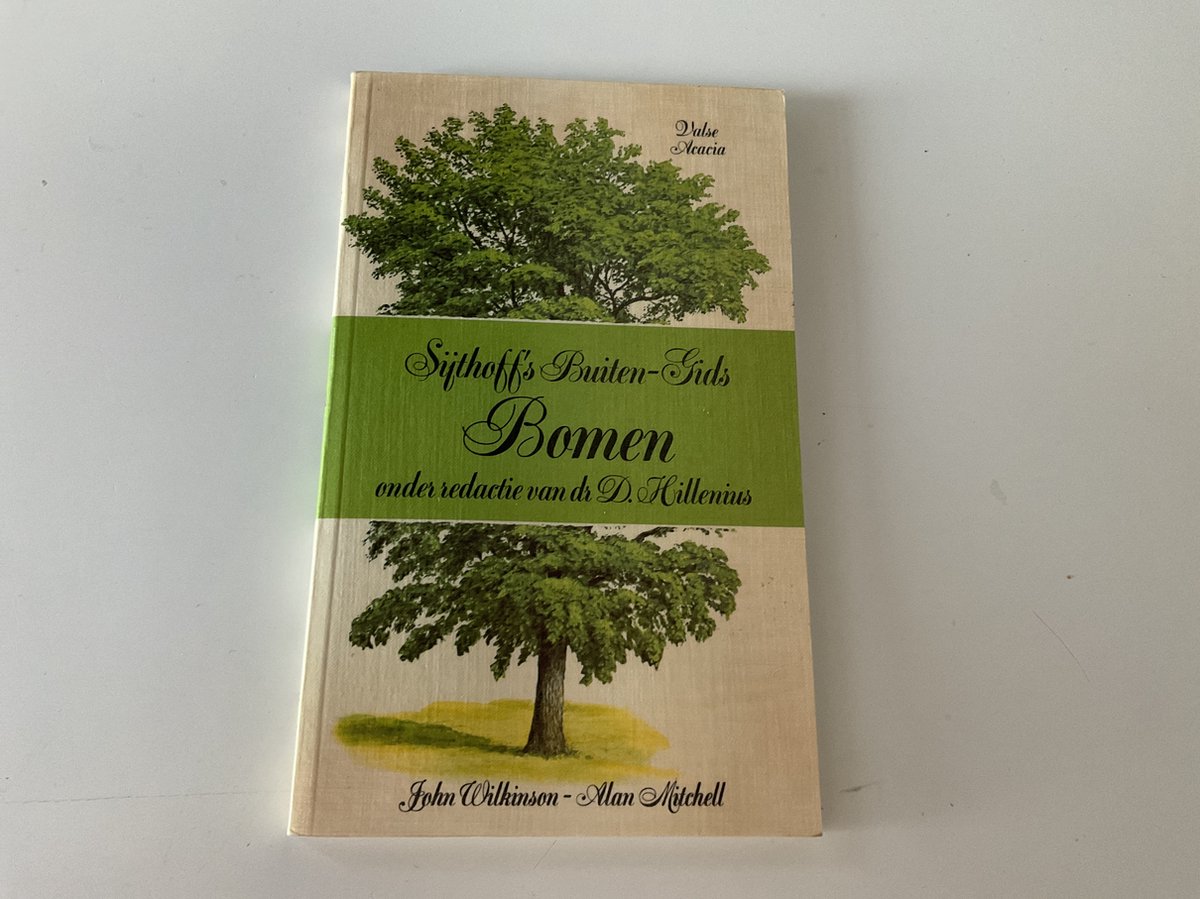 Valse
Acacia
Sijthoff's Buiten-Gids
Bomen
onder redactie van dr D. Hillenius
John Wilkinson - Alan Mitchell